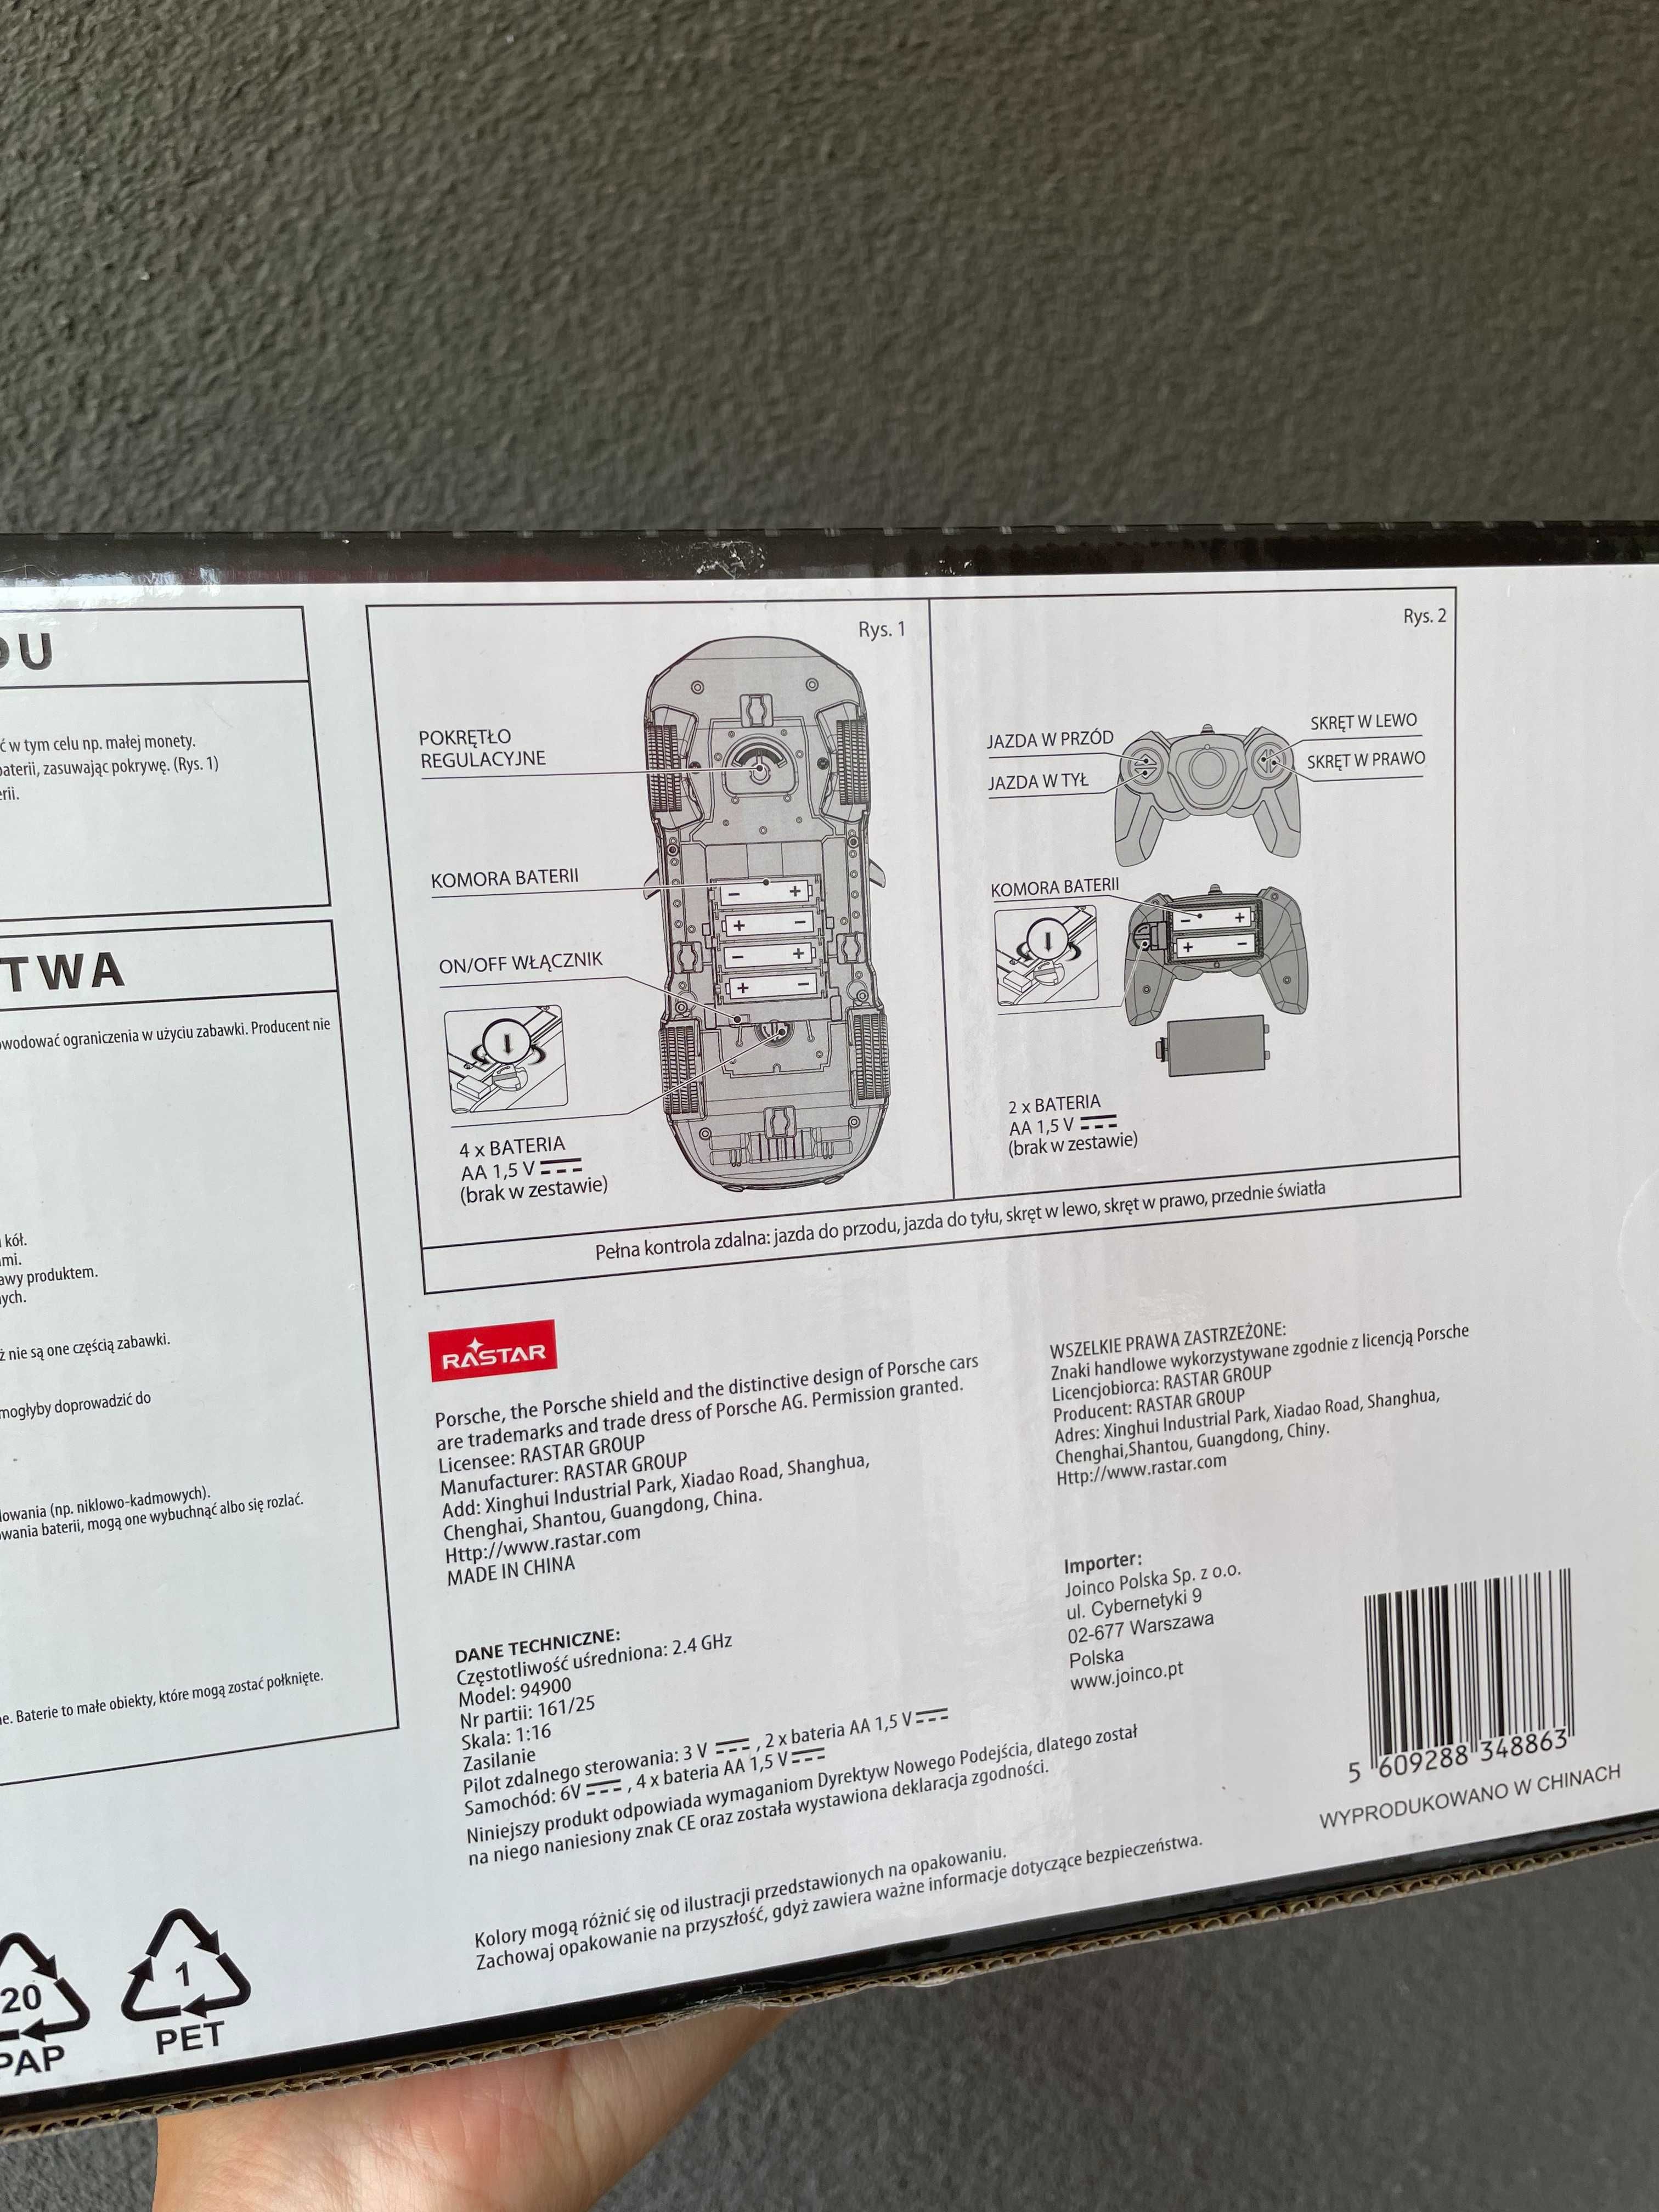 DU
ć w tym celu np. małej monety.
baterii, zasuwając pokrywę. (Rys. 1)
erii.
TWA
owodować ograniczenia w użyciu zabawki. Producent nie
kół.
ami.
awy produktem.
ych.
ż nie są one częścią zabawki.
mogłyby doprowadzić do
dowania (np. niklowo-kadmowych).
owania baterii, mogą one wybuchnąć albo się rozlać.
ne. Baterie to małe obiekty, które mogą zostać połknięte.
20
PAP
1
PET
Rys. 1
POKRĘTŁO
REGULACYJNE
KOMORA BATERII
ON/OFF WŁĄCZNIK
4 x BATERIA
AA 1,5 V
(brak w zestawie)
Rys. 2
JAZDA W PRZÓD
JAZDA W TYŁ
SKRĘT W LEWO
SKRĘT W PRAWO
KOMORA BATERII
2 x BATERIA
AA 1,5 V
(brak w zestawie)
Pełna kontrola zdalna: jazda do przodu, jazda do tyłu, skręt w lewo, skręt w prawo, przednie światła
RASTAR
Porsche, the Porsche shield and the distinctive design of Porsche cars
are trademarks and trade dress of Porsche AG. Permission granted.
Licensee: RASTAR GROUP
Manufacturer: RASTAR GROUP
Add: Xinghui Industrial Park, Xiadao Road, Shanghua,
Chenghai, Shantou, Guangdong, China.
Http://www.rastar.com
MADE IN CHINA
WSZELKIE PRAWA ZASTRZEŻONE:
Znaki handlowe wykorzystywane zgodnie z licencją Porsche
Licencjobiorca: RASTAR GROUP
Producent: RASTAR GROUP
Adres: Xinghui Industrial Park, Xiadao Road, Shanghua,
Chenghai,Shantou, Guangdong, Chiny.
Http://www.rastar.com
DANE TECHNICZNE:
Częstotliwość uśredniona: 2.4 GHz
Model: 94900
Nr partii: 161/25
Skala: 1:16
Zasilanie
Pilot zdalnego sterowania: 3 V , 2 x bateria AA 1,5 V
Samochód: 6V , 4 x bateria AA 1,5 V
Niniejszy produkt odpowiada wymaganiom Dyrektyw Nowego Podejścia, dlatego został
na niego naniesiony znak CE oraz została wystawiona deklaracja zgodności.
Kolory mogą różnić się od ilustracji przedstawionych na opakowaniu.
Zachowaj opakowanie na przyszłość, gdyż zawiera ważne informacje dotyczące bezpieczeństwa.
Importer:
Joinco Polska Sp. z o.o.
ul. Cybernetyki 9
02-677 Warszawa
Polska
www.joinco.pt
5 609288 348863
WYPRODUKOWANO W CHINACH